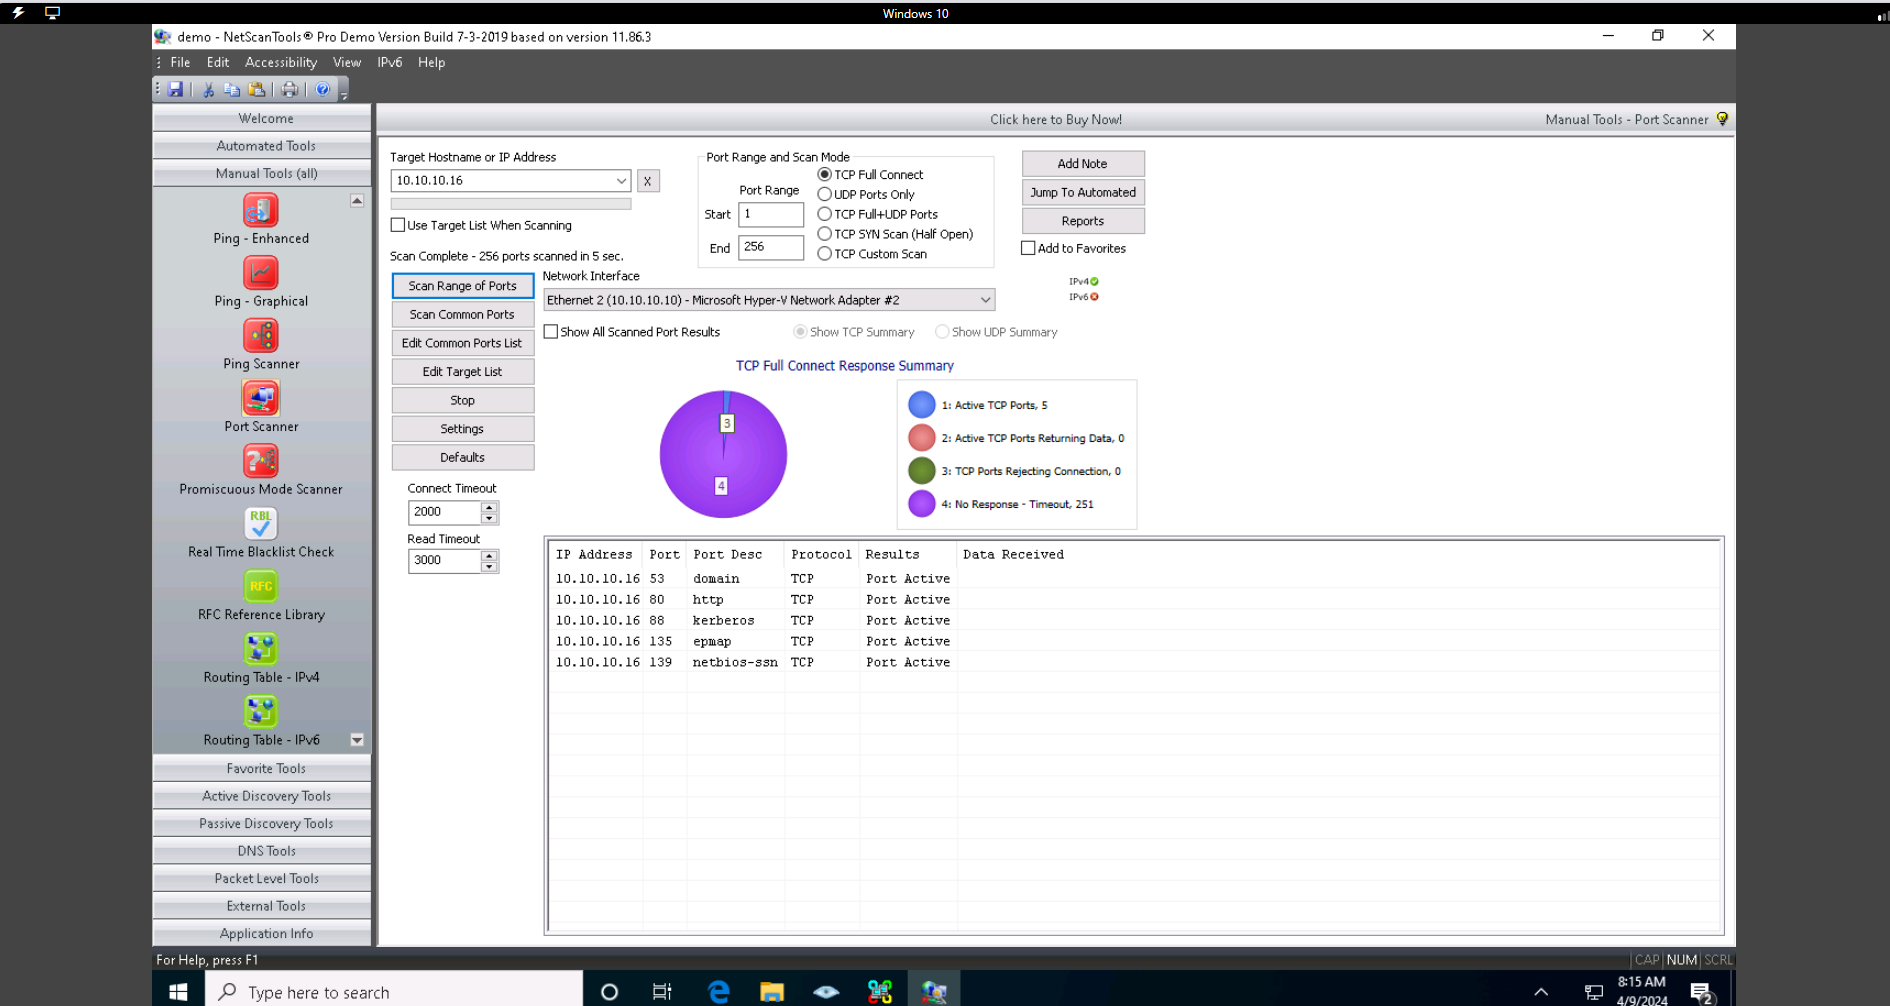 Windows 10
demo - NetScanTools® Pro Demo Version Build 7-3-2019 based on version 11.86.3
File Edit Accessibility View IPv6 Help
Welcome
Automated Tools
Manual Tools (all)
Ping - Enhanced
Ping - Graphical
Ping Scanner
Port Scanner
Promiscuous Mode Scanner
RBL
Real Time Blacklist Check
RFC
RFC Reference Library
Routing Table - IPv4
Routing Table - IPv6
Favorite Tools
Active Discovery Tools
Passive Discovery Tools
DNS Tools
Packet Level Tools
External Tools
Application Info
Click here to Buy Now!
Manual Tools - Port Scanner
Target Hostname or IP Address
10.10.10.16
X
Use Target List When Scanning
Scan Complete - 256 ports scanned in 5 sec.
Port Range and Scan Mode
Port Range
Start 1
End 256
TCP Full Connect
UDP Ports Only
TCP Full+UDP Ports
TCP SYN Scan (Half Open)
TCP Custom Scan
Add Note
Jump To Automated
Reports
Add to Favorites
IPv4
IPv6
Scan Range of Ports
Scan Common Ports
Edit Common Ports List
Edit Target List
Stop
Settings
Defaults
Connect Timeout
2000
Read Timeout
3000
Network Interface
Ethernet 2 (10.10.10.10) - Microsoft Hyper-V Network Adapter #2
Show All Scanned Port Results
Show TCP Summary
Show UDP Summary
TCP Full Connect Response Summary
3
4
1: Active TCP Ports, 5
2: Active TCP Ports Returning Data, 0
3: TCP Ports Rejecting Connection, 0
4: No Response - Timeout, 251
IP Address Port Port Desc Protocol Results Data Received
10.10.10.16 53 domain TCP Port Active
10.10.10.16 80 http TCP Port Active
10.10.10.16 88 kerberos TCP Port Active
10.10.10.16 135 epmap TCP Port Active
10.10.10.16 139 netbios-ssn TCP Port Active
For Help, press F1
CAP NUM SCRL
Type here to search
8:15 AM
4/9/2024
2